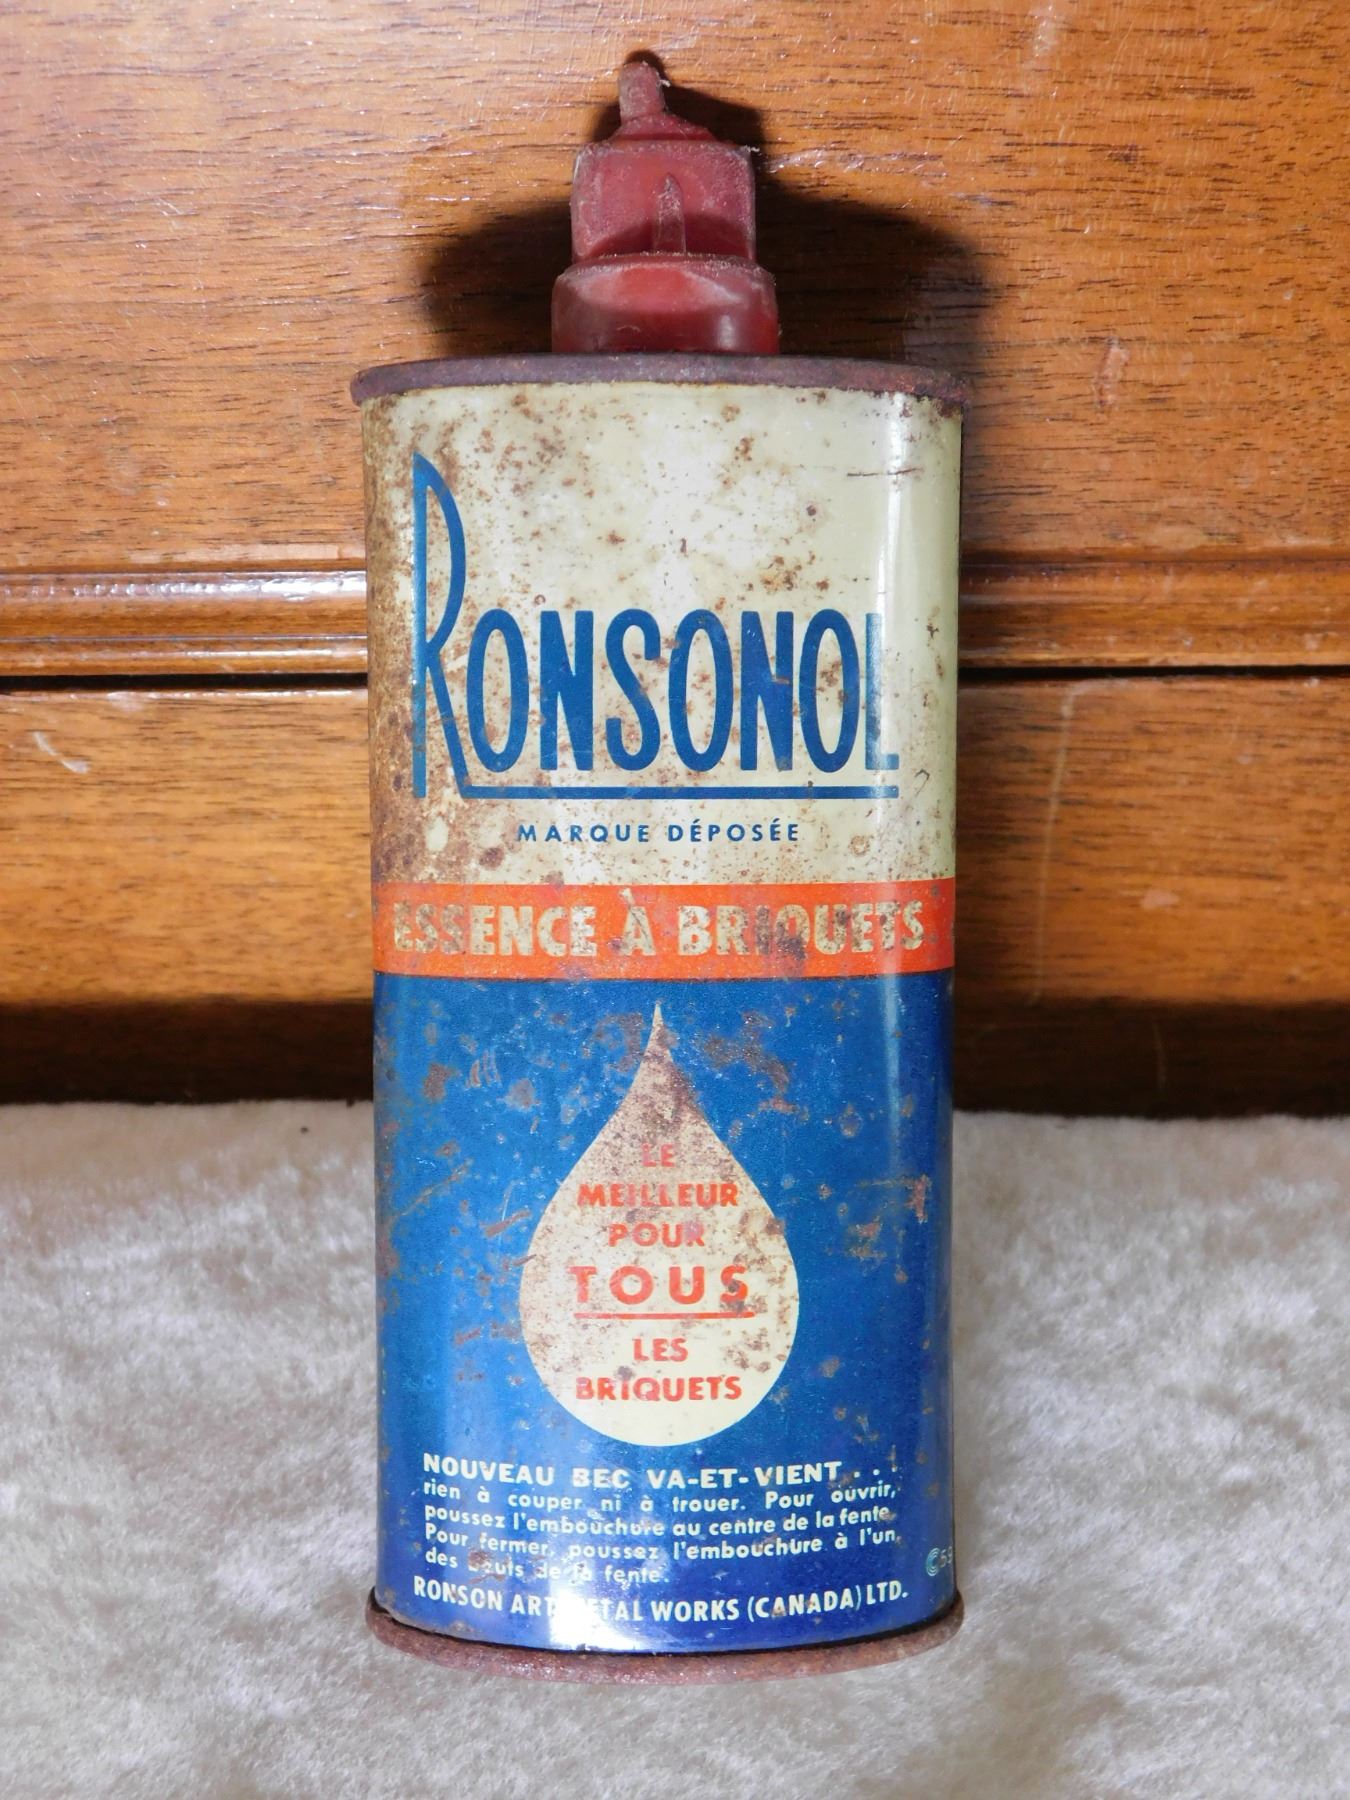 RONSONOL
MARQUE DÉPOSÉE
ESSENCE À BRIQUETS
LE
MEILLEUR
POUR
TOUS
LES
BRIQUETS
NOUVEAU BEC VA-ET-VIENT...
rien à couper ni à trouer. Pour ouvrir,
poussez l'embouchure au centre de la fente.
Pour fermer, poussez l'embouchure à l'un
des bouts de la fente.
RONSON ART METAL WORKS (CANADA) LTD.
©59